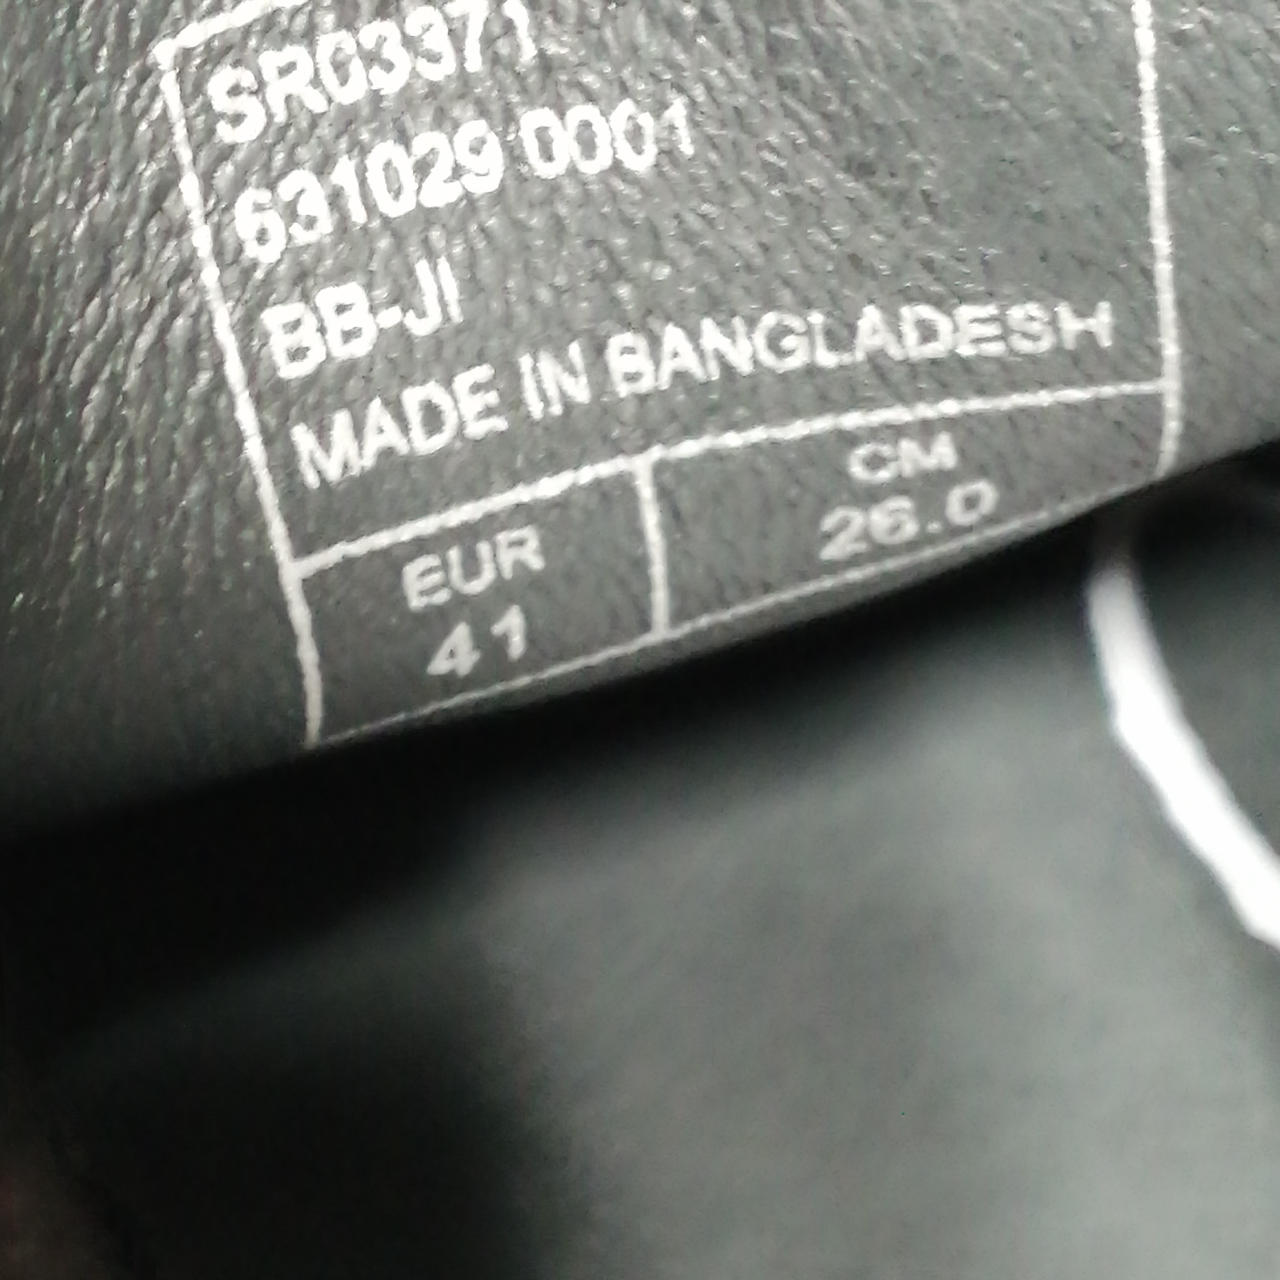 SR03371
631029 0001
BB-JI
MADE IN BANGLADESH
EUR
41
CM
26.0